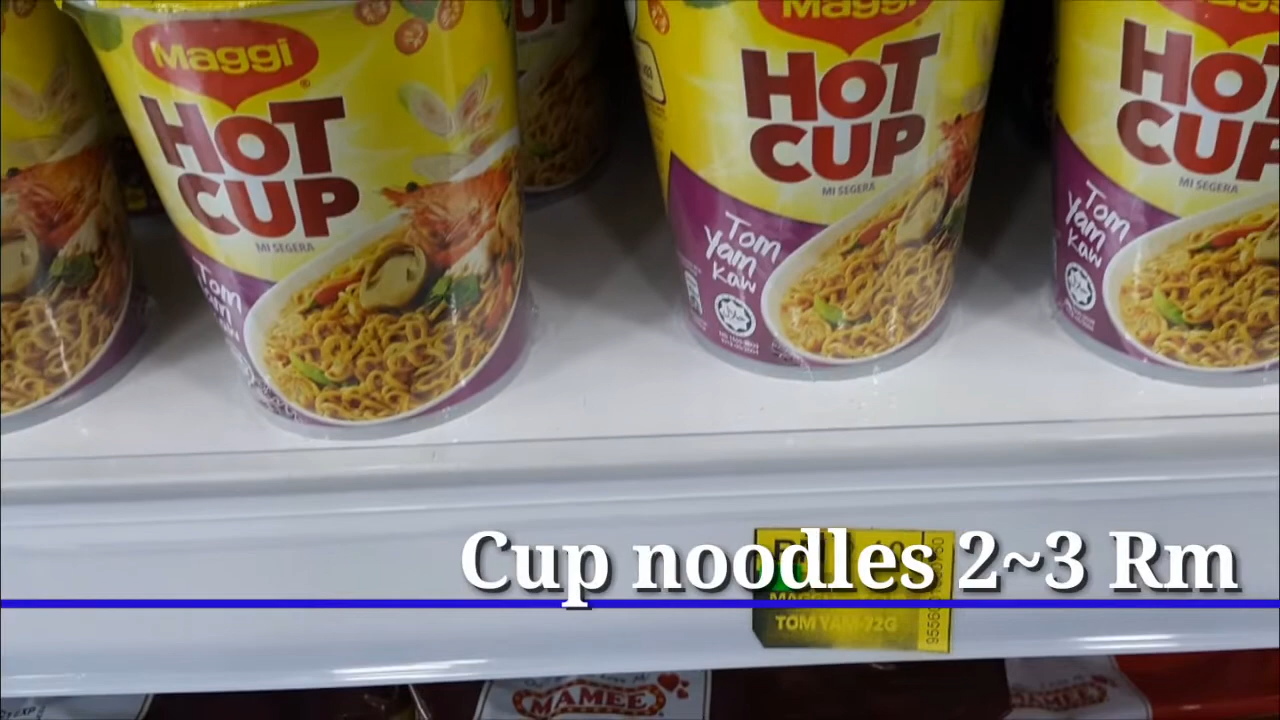 Maggi
HOT
CUP
MI SEGERA
Tom
Yam
Maggi
HOT
CUP
MI SEGERA
Tom
Yam
Kaw
HOT
CUP
MI SEGERA
Tom
Yam
Kaw
Cup noodles 2~3 Rm
TOM YAM 72G
MAMEE